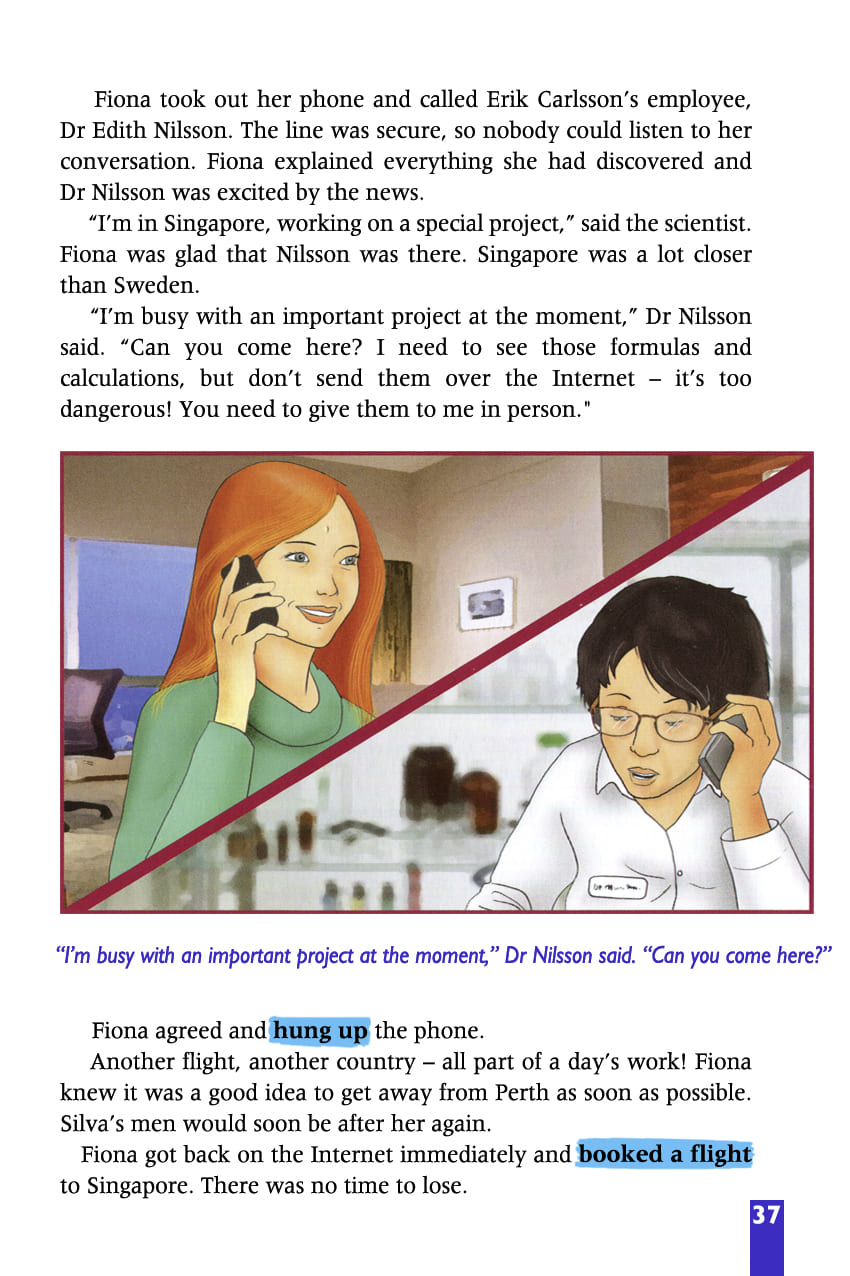 Fiona took out her phone and called Erik Carlsson’s employee,
Dr Edith Nilsson. The line was secure, so nobody could listen to her
conversation. Fiona explained everything she had discovered and
Dr Nilsson was excited by the news.
“I’m in Singapore, working on a special project,” said the scientist.
Fiona was glad that Nilsson was there. Singapore was a lot closer
than Sweden.
“I’m busy with an important project at the moment,” Dr Nilsson
said. “Can you come here? I need to see those formulas and
calculations, but don’t send them over the Internet – it’s too
dangerous! You need to give them to me in person."
“I’m busy with an important project at the moment,” Dr Nilsson said. “Can you come here?”
Fiona agreed and hung up the phone.
Another flight, another country – all part of a day’s work! Fiona
knew it was a good idea to get away from Perth as soon as possible.
Silva’s men would soon be after her again.
Fiona got back on the Internet immediately and booked a flight
to Singapore. There was no time to lose.
37